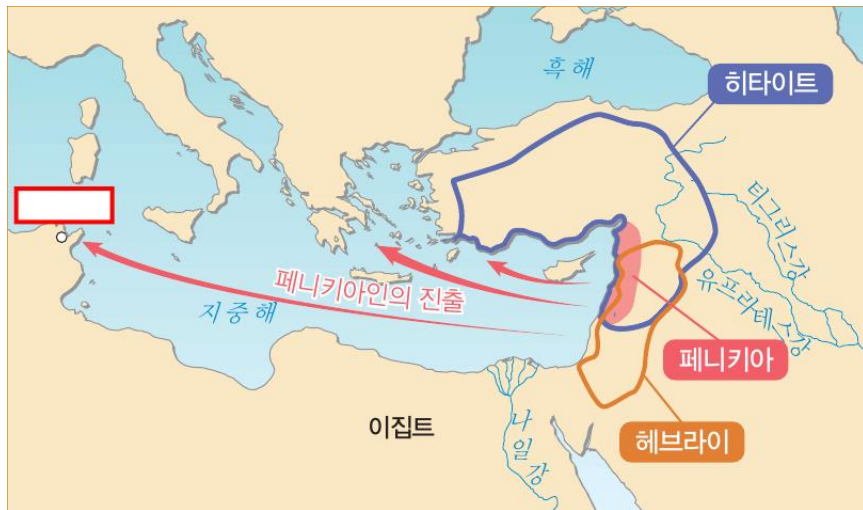 흑해
히타이트
티그리스강
유프라테스강
페니키아인의 진출
지중해
페니키아
이집트
나일강
헤브라이